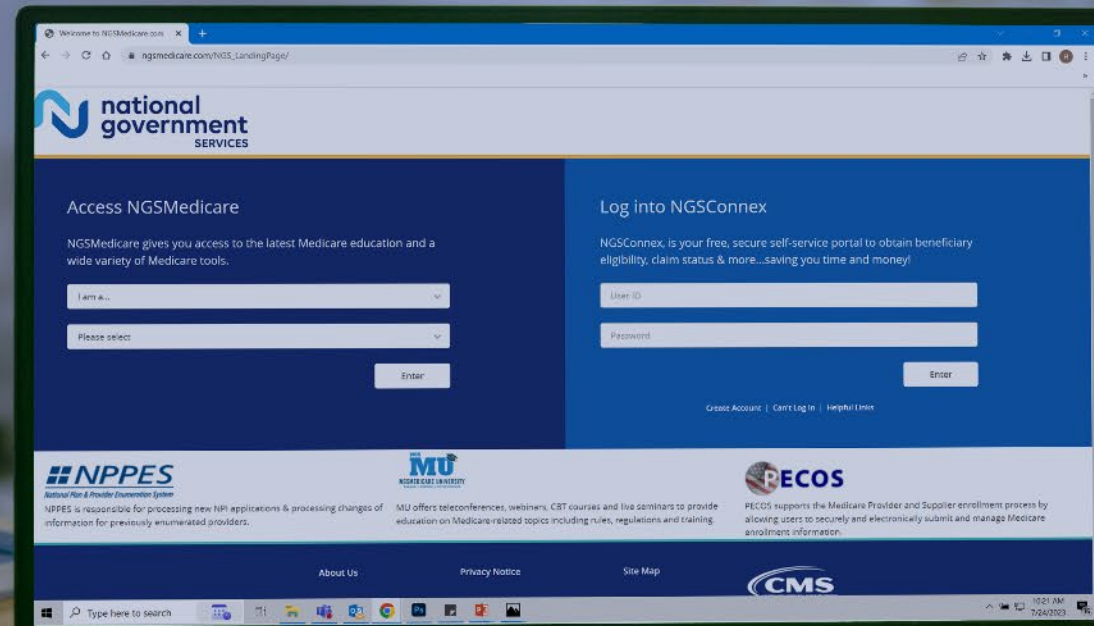 Welcome to NGSMedicare.com
ngsmedicare.com/NGS_LandingPage/
national
government
SERVICES
Access NGSMedicare
NGSMedicare gives you access to the latest Medicare education and a
wide variety of Medicare tools.
I am a...
Please select
Enter
Log into NGSConnex
NGSConnex, is your free, secure self-service portal to obtain beneficiary
eligibility, claim status & more...saving you time and money!
User ID
Password
Enter
Create Account | Can't Log In | Helpful Links
NPPES
National Plan & Provider Enumeration System
NPPES is responsible for processing new NPI applications & processing changes of
information for previously enumerated providers.
MU
NGSMEDICARE UNIVERSITY
MU offers teleconferences, webinars, CBT courses and live seminars to provide
education on Medicare-related topics including rules, regulations and training.
PECOS
PECOS supports the Medicare Provider and Supplier enrollment process by
allowing users to securely and electronically submit and manage Medicare
enrollment information.
About Us
Privacy Notice
Site Map
CMS
Type here to search
Ps
10:21 AM
7/24/2023